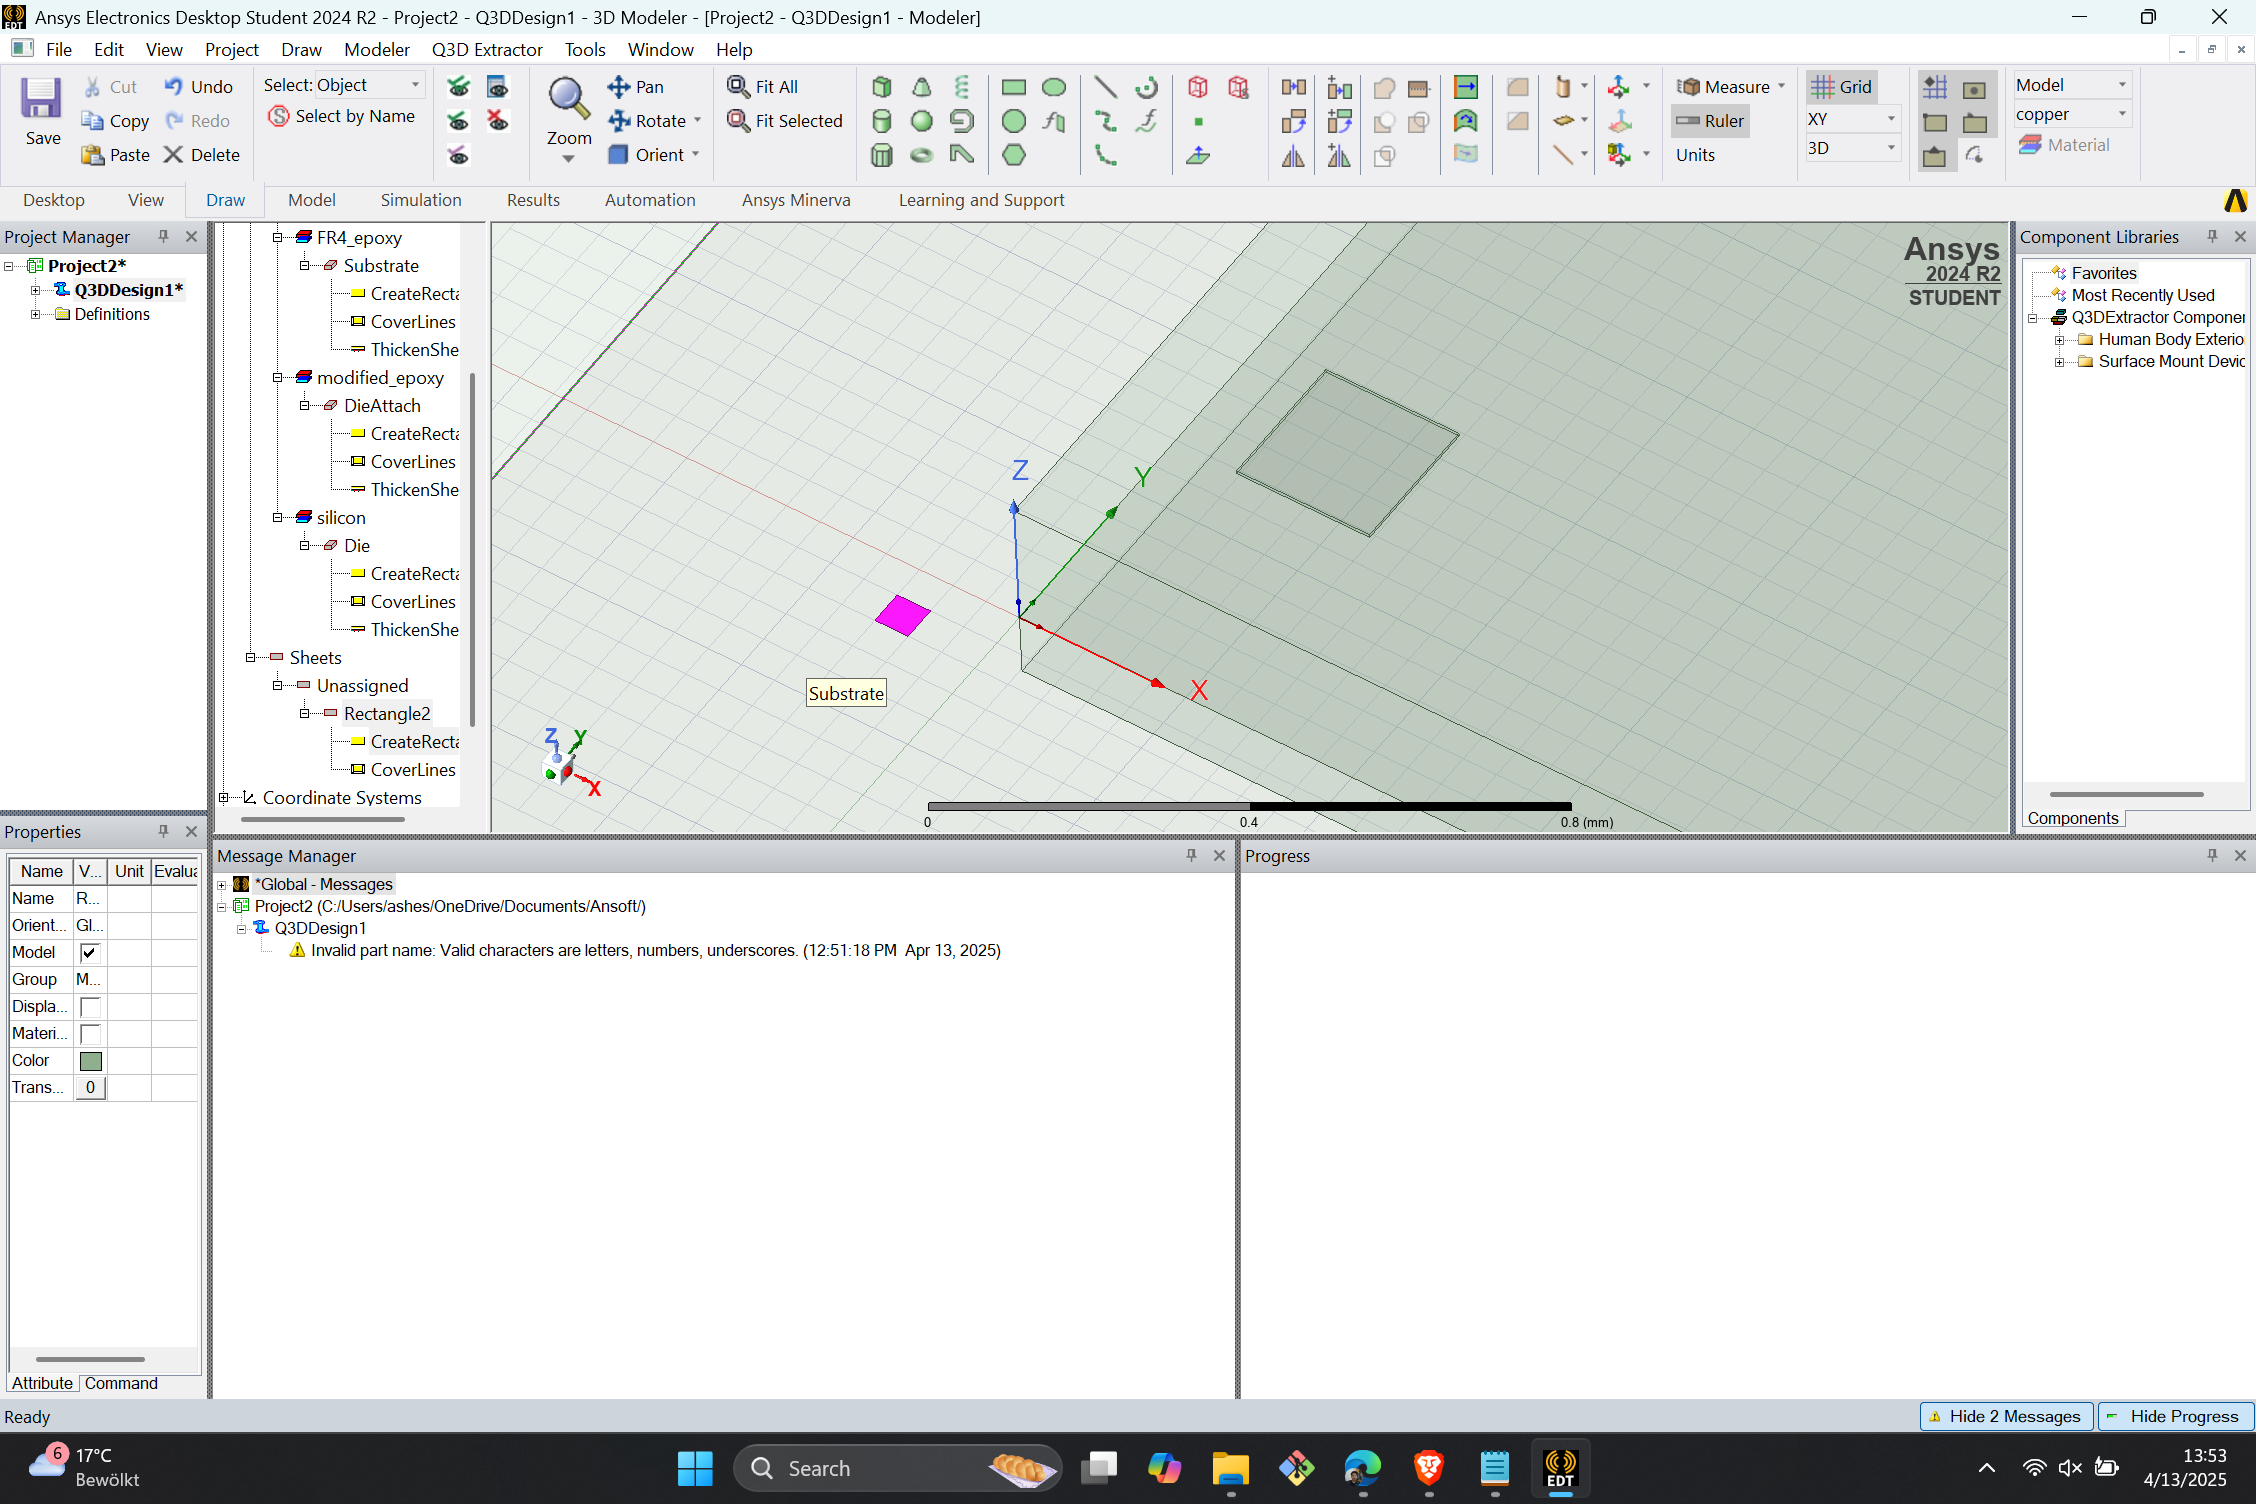 Ansys Electronics Desktop Student 2024 R2 - Project2 - Q3DDesign1 - 3D Modeler - [Project2 - Q3DDesign1 - Modeler]
File Edit View Project Draw Modeler Q3D Extractor Tools Window Help
Save
Cut
Copy
Paste
Undo
Redo
Delete
Select: Object
Select by Name
Zoom
Pan
Rotate
Orient
Fit All
Fit Selected
Measure
Ruler
Units
Grid
XY
3D
Model
copper
Material
Desktop View Draw Model Simulation Results Automation Ansys Minerva Learning and Support
Project Manager
Project2*
Q3DDesign1*
Definitions
FR4_epoxy
Substrate
CreateRecta
CoverLines
ThickenShe
modified_epoxy
DieAttach
CreateRecta
CoverLines
ThickenShe
silicon
Die
CreateRecta
CoverLines
ThickenShe
Sheets
Unassigned
Rectangle2
CreateRecta
CoverLines
Coordinate Systems
Ansys
2024 R2
STUDENT
Z
Y
X
Substrate
Z
Y
X
0 0.4 0.8 (mm)
Component Libraries
Favorites
Most Recently Used
Q3DExtractor Componer
Human Body Exterio
Surface Mount Devic
Components
Properties
Name V... Unit Evalua
Name R...
Orient... Gl...
Model
Group M...
Displa...
Materi...
Color
Trans... 0
Attribute Command
Message Manager
*Global - Messages
Project2 (C:/Users/ashes/OneDrive/Documents/Ansoft/)
Q3DDesign1
Invalid part name: Valid characters are letters, numbers, underscores. (12:51:18 PM Apr 13, 2025)
Progress
Ready
Hide 2 Messages
Hide Progress
6
17°C
Bewölkt
Search
EDT
13:53
4/13/2025